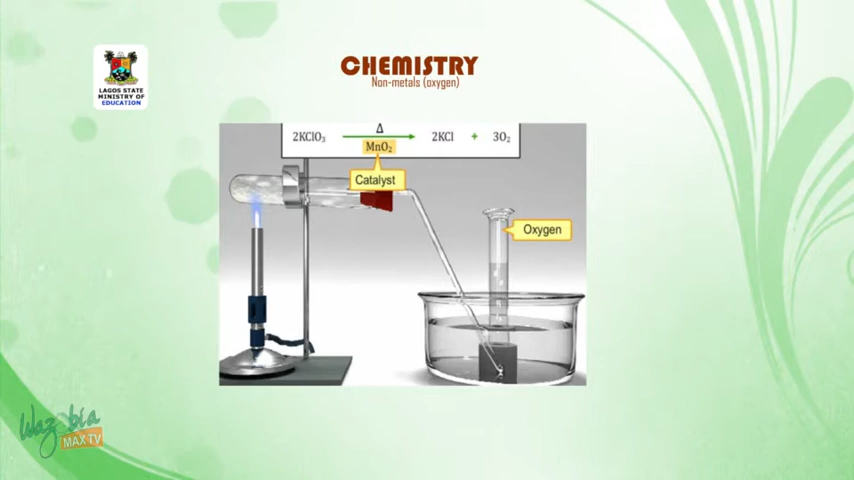 CHEMISTRY
Non-metals (oxygen)
LAGOS STATE
MINISTRY OF
EDUCATION
2KClO₃ Δ MnO₂ 2KCl + 3O₂
Catalyst
Oxygen
Wazobia
MAX TV